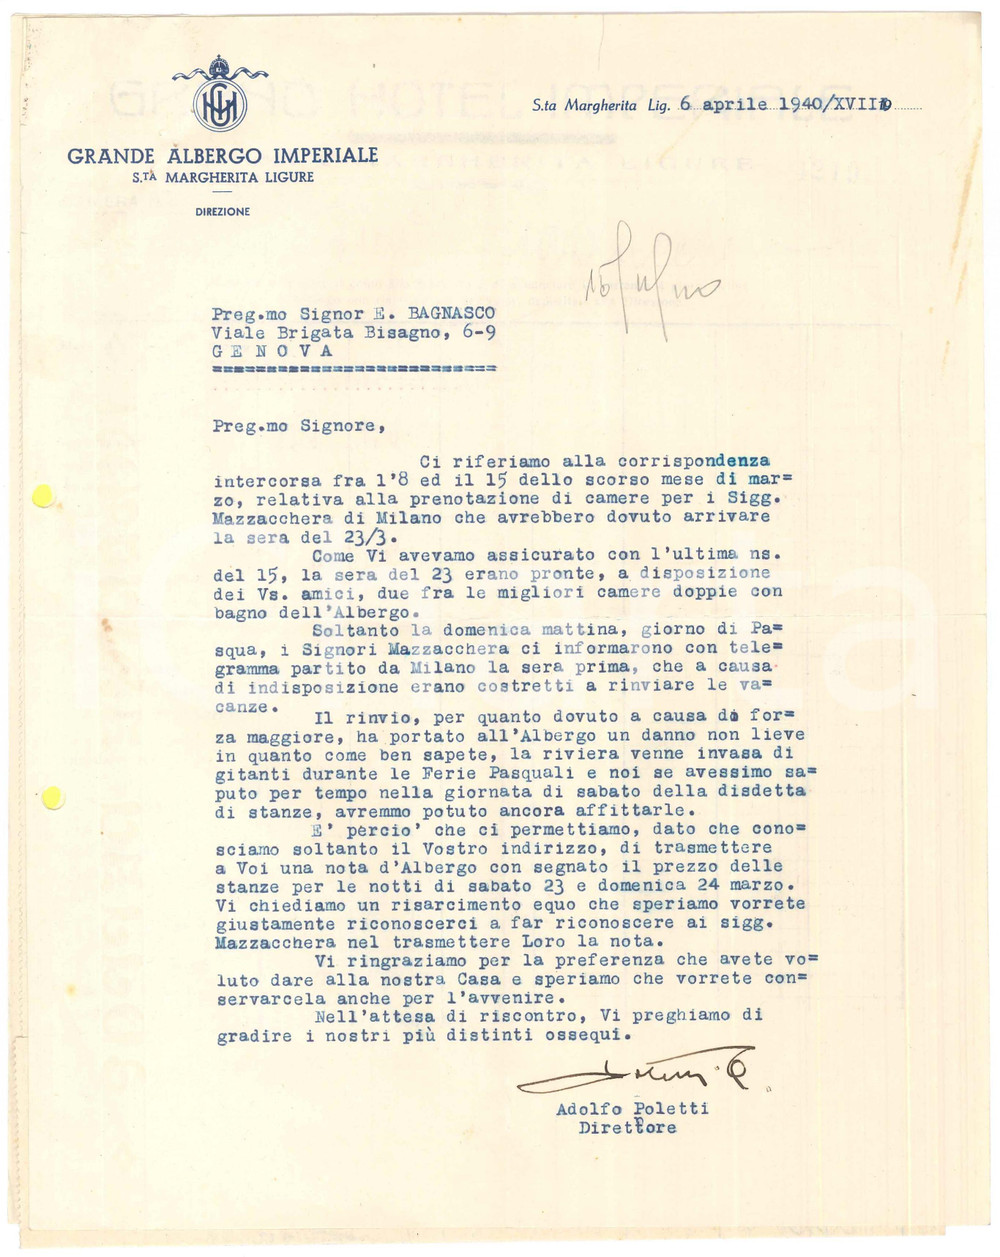 GRANDE ALBERGO IMPERIALE
S.TA MARGHERITA LIGURE
DIREZIONE
S.ta Margherita Lig. 6 aprile 1940/XVIII
Preg.mo Signor E. BAGNASCO
Viale Brigata Bisagno, 6-9
G E N O V A
Preg.mo Signore,
Ci riferiamo alla corrispondenza
intercorsa fra l'8 ed il 15 dello scorso mese di mar=
zo, relativa alla prenotazione di camere per i Sigg.
Mazzacchera di Milano che avrebbero dovuto arrivare
la sera del 23/3.
Come Vi avevamo assicurato con l'ultima ns.
del 15, la sera del 23 erano pronte, a disposizione
dei Vs. amici, due fra le migliori camere doppie con
bagno dell'Albergo.
Soltanto la domenica mattina, giorno di Pa=
squa, i Signori Mazzacchera ci informarono con tele=
gramma partito da Milano la sera prima, che a causa
di indisposizione erano costretti a rinviare le va=
canze.
Il rinvio, per quanto dovuto a causa di for=
za maggiore, ha portato all'Albergo un danno non lieve
in quanto come ben sapete, la riviera venne invasa di
gitanti durante le Ferie Pasquali e noi se avessimo sa=
puto per tempo nella giornata di sabato della disdetta
di stanze, avremmo potuto ancora affittarle.
E' percio' che ci permettiamo, dato che cono=
sciamo soltanto il Vostro indirizzo, di trasmettere
a Voi una nota d'Albergo con segnato il prezzo delle
stanze per le notti di sabato 23 e domenica 24 marzo.
Vi chiediamo un risarcimento equo che speriamo vorrete
giustamente riconoscerci a far riconoscere ai sigg.
Mazzacchera nel trasmettere Loro la nota.
Vi ringraziamo per la preferenza che avete vo=
luto dare alla nostra Casa e speriamo che vorrete con=
servarcela anche per l'avvenire.
Nell'attesa di riscontro, Vi preghiamo di
gradire i nostri più distinti ossequi.
Adolfo Poletti
Direttore